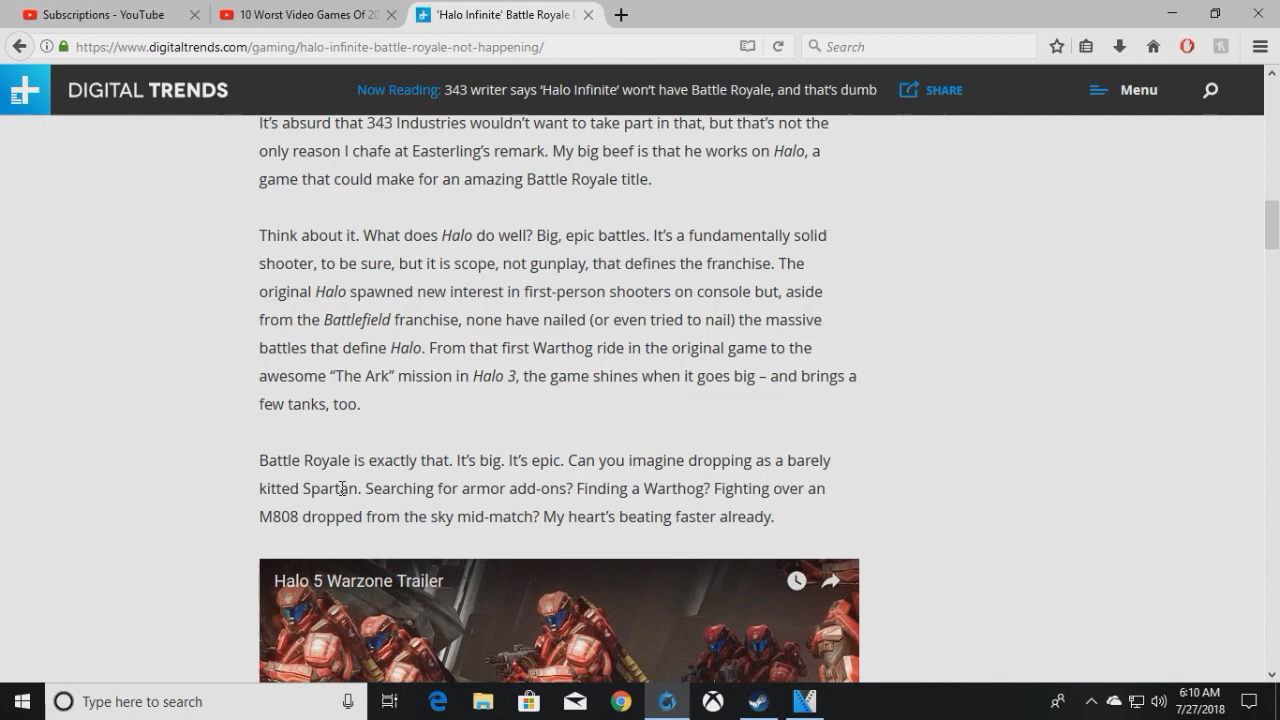 Subscriptions - YouTube
10 Worst Video Games Of 20
'Halo Infinite' Battle Royale
https://www.digitaltrends.com/gaming/halo-infinite-battle-royale-not-happening/
Search
DIGITAL TRENDS
Now Reading: 343 writer says ‘Halo Infinite’ won’t have Battle Royale, and that’s dumb
SHARE
Menu
It’s absurd that 343 Industries wouldn’t want to take part in that, but that’s not the
only reason I chafe at Easterling’s remark. My big beef is that he works on Halo, a
game that could make for an amazing Battle Royale title.
Think about it. What does Halo do well? Big, epic battles. It’s a fundamentally solid
shooter, to be sure, but it is scope, not gunplay, that defines the franchise. The
original Halo spawned new interest in first-person shooters on console but, aside
from the Battlefield franchise, none have nailed (or even tried to nail) the massive
battles that define Halo. From that first Warthog ride in the original game to the
awesome “The Ark” mission in Halo 3, the game shines when it goes big – and brings a
few tanks, too.
Battle Royale is exactly that. It’s big. It’s epic. Can you imagine dropping as a barely
kitted Spartan. Searching for armor add-ons? Finding a Warthog? Fighting over an
M808 dropped from the sky mid-match? My heart’s beating faster already.
Halo 5 Warzone Trailer
Type here to search
6:10 AM
7/27/2018